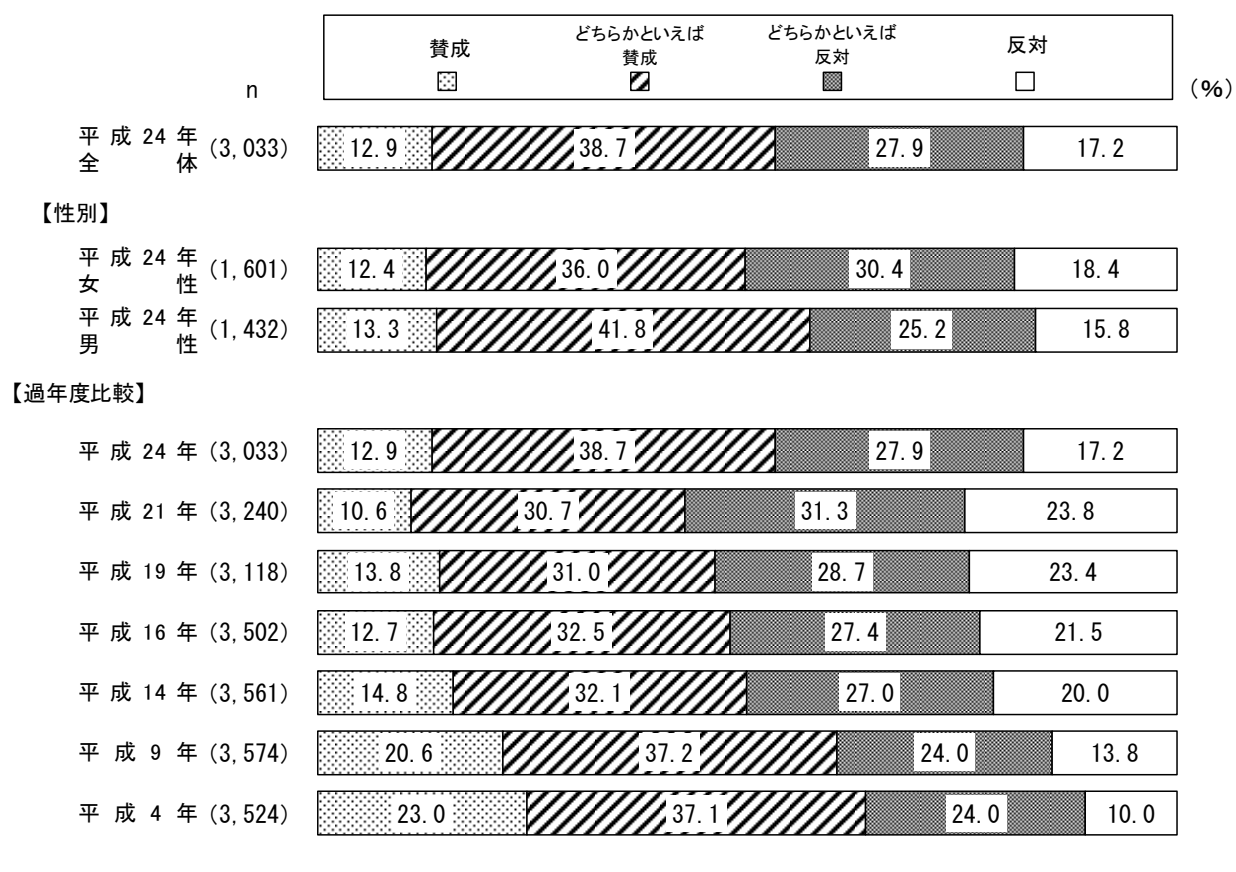 賛成 どちらかといえば どちらかといえば 反対
賛成 反対
n (%)
平成24年 (3,033) 12.9 38.7 27.9 17.2
全体
【性別】
平成24年 (1,601) 12.4 36.0 30.4 18.4
女性
平成24年 (1,432) 13.3 41.8 25.2 15.8
男性
【過年度比較】
平成24年 (3,033) 12.9 38.7 27.9 17.2
平成21年 (3,240) 10.6 30.7 31.3 23.8
平成19年 (3,118) 13.8 31.0 28.7 23.4
平成16年 (3,502) 12.7 32.5 27.4 21.5
平成14年 (3,561) 14.8 32.1 27.0 20.0
平成9年 (3,574) 20.6 37.2 24.0 13.8
平成4年 (3,524) 23.0 37.1 24.0 10.0